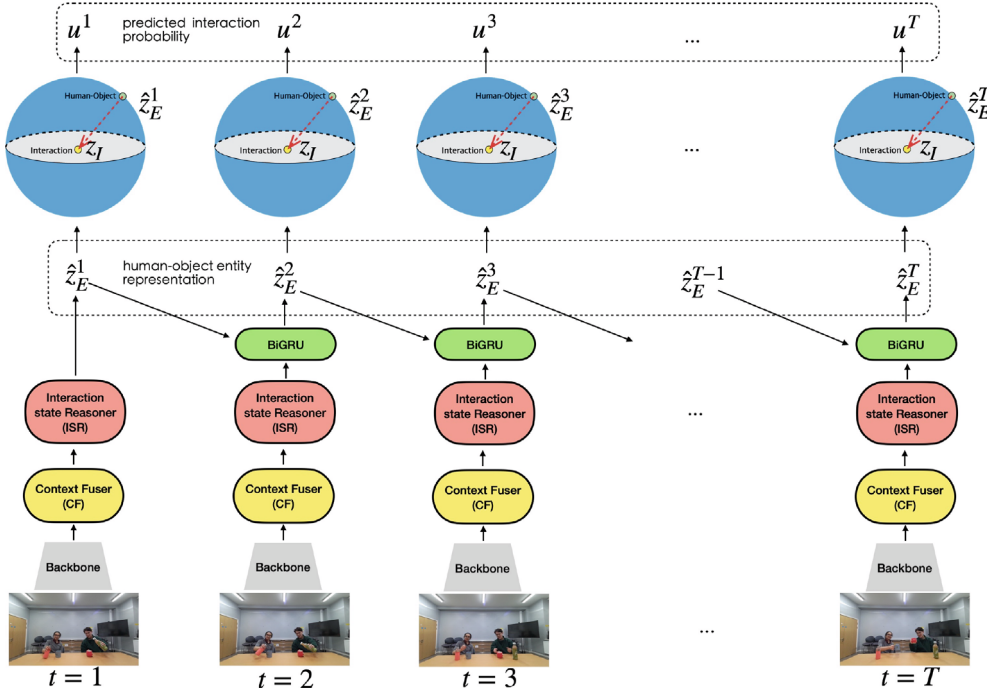 u^1 predicted interaction probability u^2 u^3 ... u^T
Human-Object ẑ_E^1 Human-Object ẑ_E^2 Human-Object ẑ_E^3 Human-Object ẑ_E^T
Interaction z_I Interaction z_I Interaction z_I ... Interaction z_I
ẑ_E^1 human-object entity representation ẑ_E^2 ẑ_E^3 ẑ_E^{T-1} ẑ_E^T
BiGRU BiGRU BiGRU
Interaction Interaction Interaction Interaction
state Reasoner state Reasoner state Reasoner ... state Reasoner
(ISR) (ISR) (ISR) (ISR)
Context Fuser Context Fuser Context Fuser Context Fuser
(CF) (CF) (CF) (CF)
Backbone Backbone Backbone Backbone
...
t = 1 t = 2 t = 3 t = T